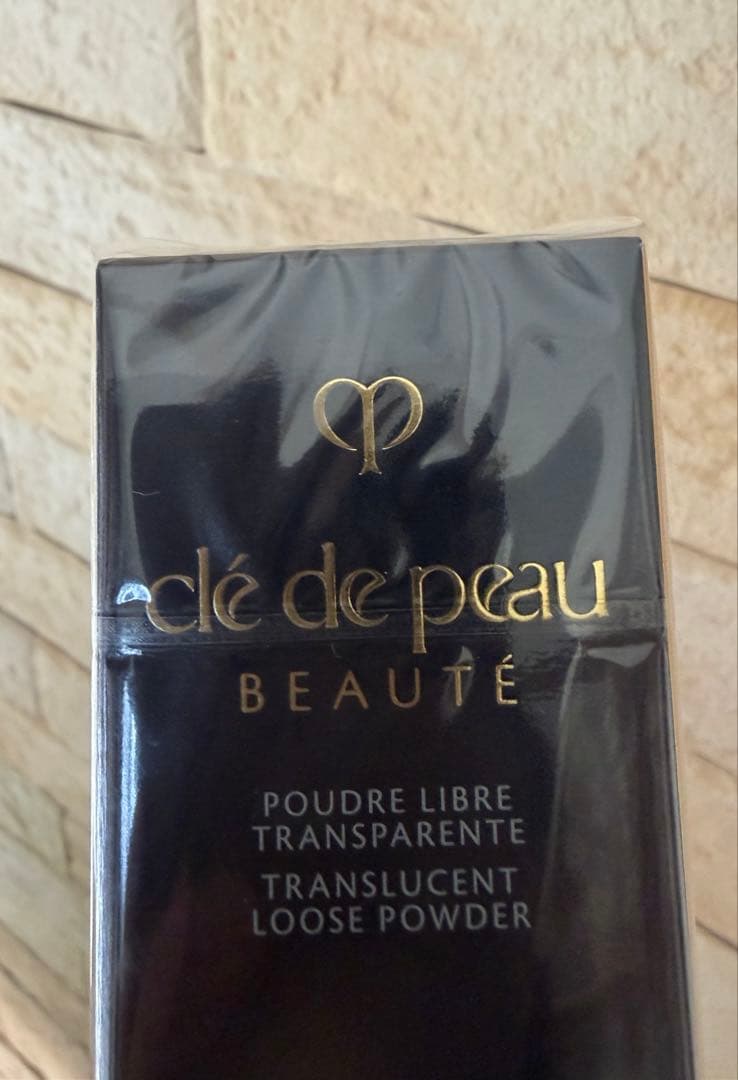 clé de peau
BEAUTÉ
POUDRE LIBRE
TRANSPARENTE
TRANSLUCENT
LOOSE POWDER